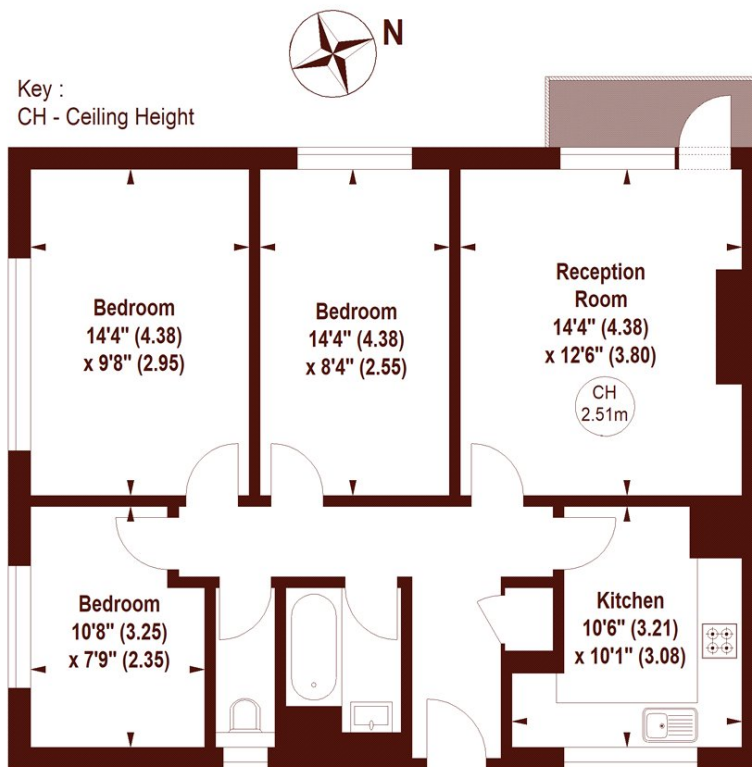 N
Key :
CH - Ceiling Height
Bedroom
14'4" (4.38)
x 9'8" (2.95)
Bedroom
14'4" (4.38)
x 8'4" (2.55)
Reception
Room
14'4" (4.38)
x 12'6" (3.80)
CH
2.51m
Bedroom
10'8" (3.25)
x 7'9" (2.35)
Kitchen
10'6" (3.21)
x 10'1" (3.08)